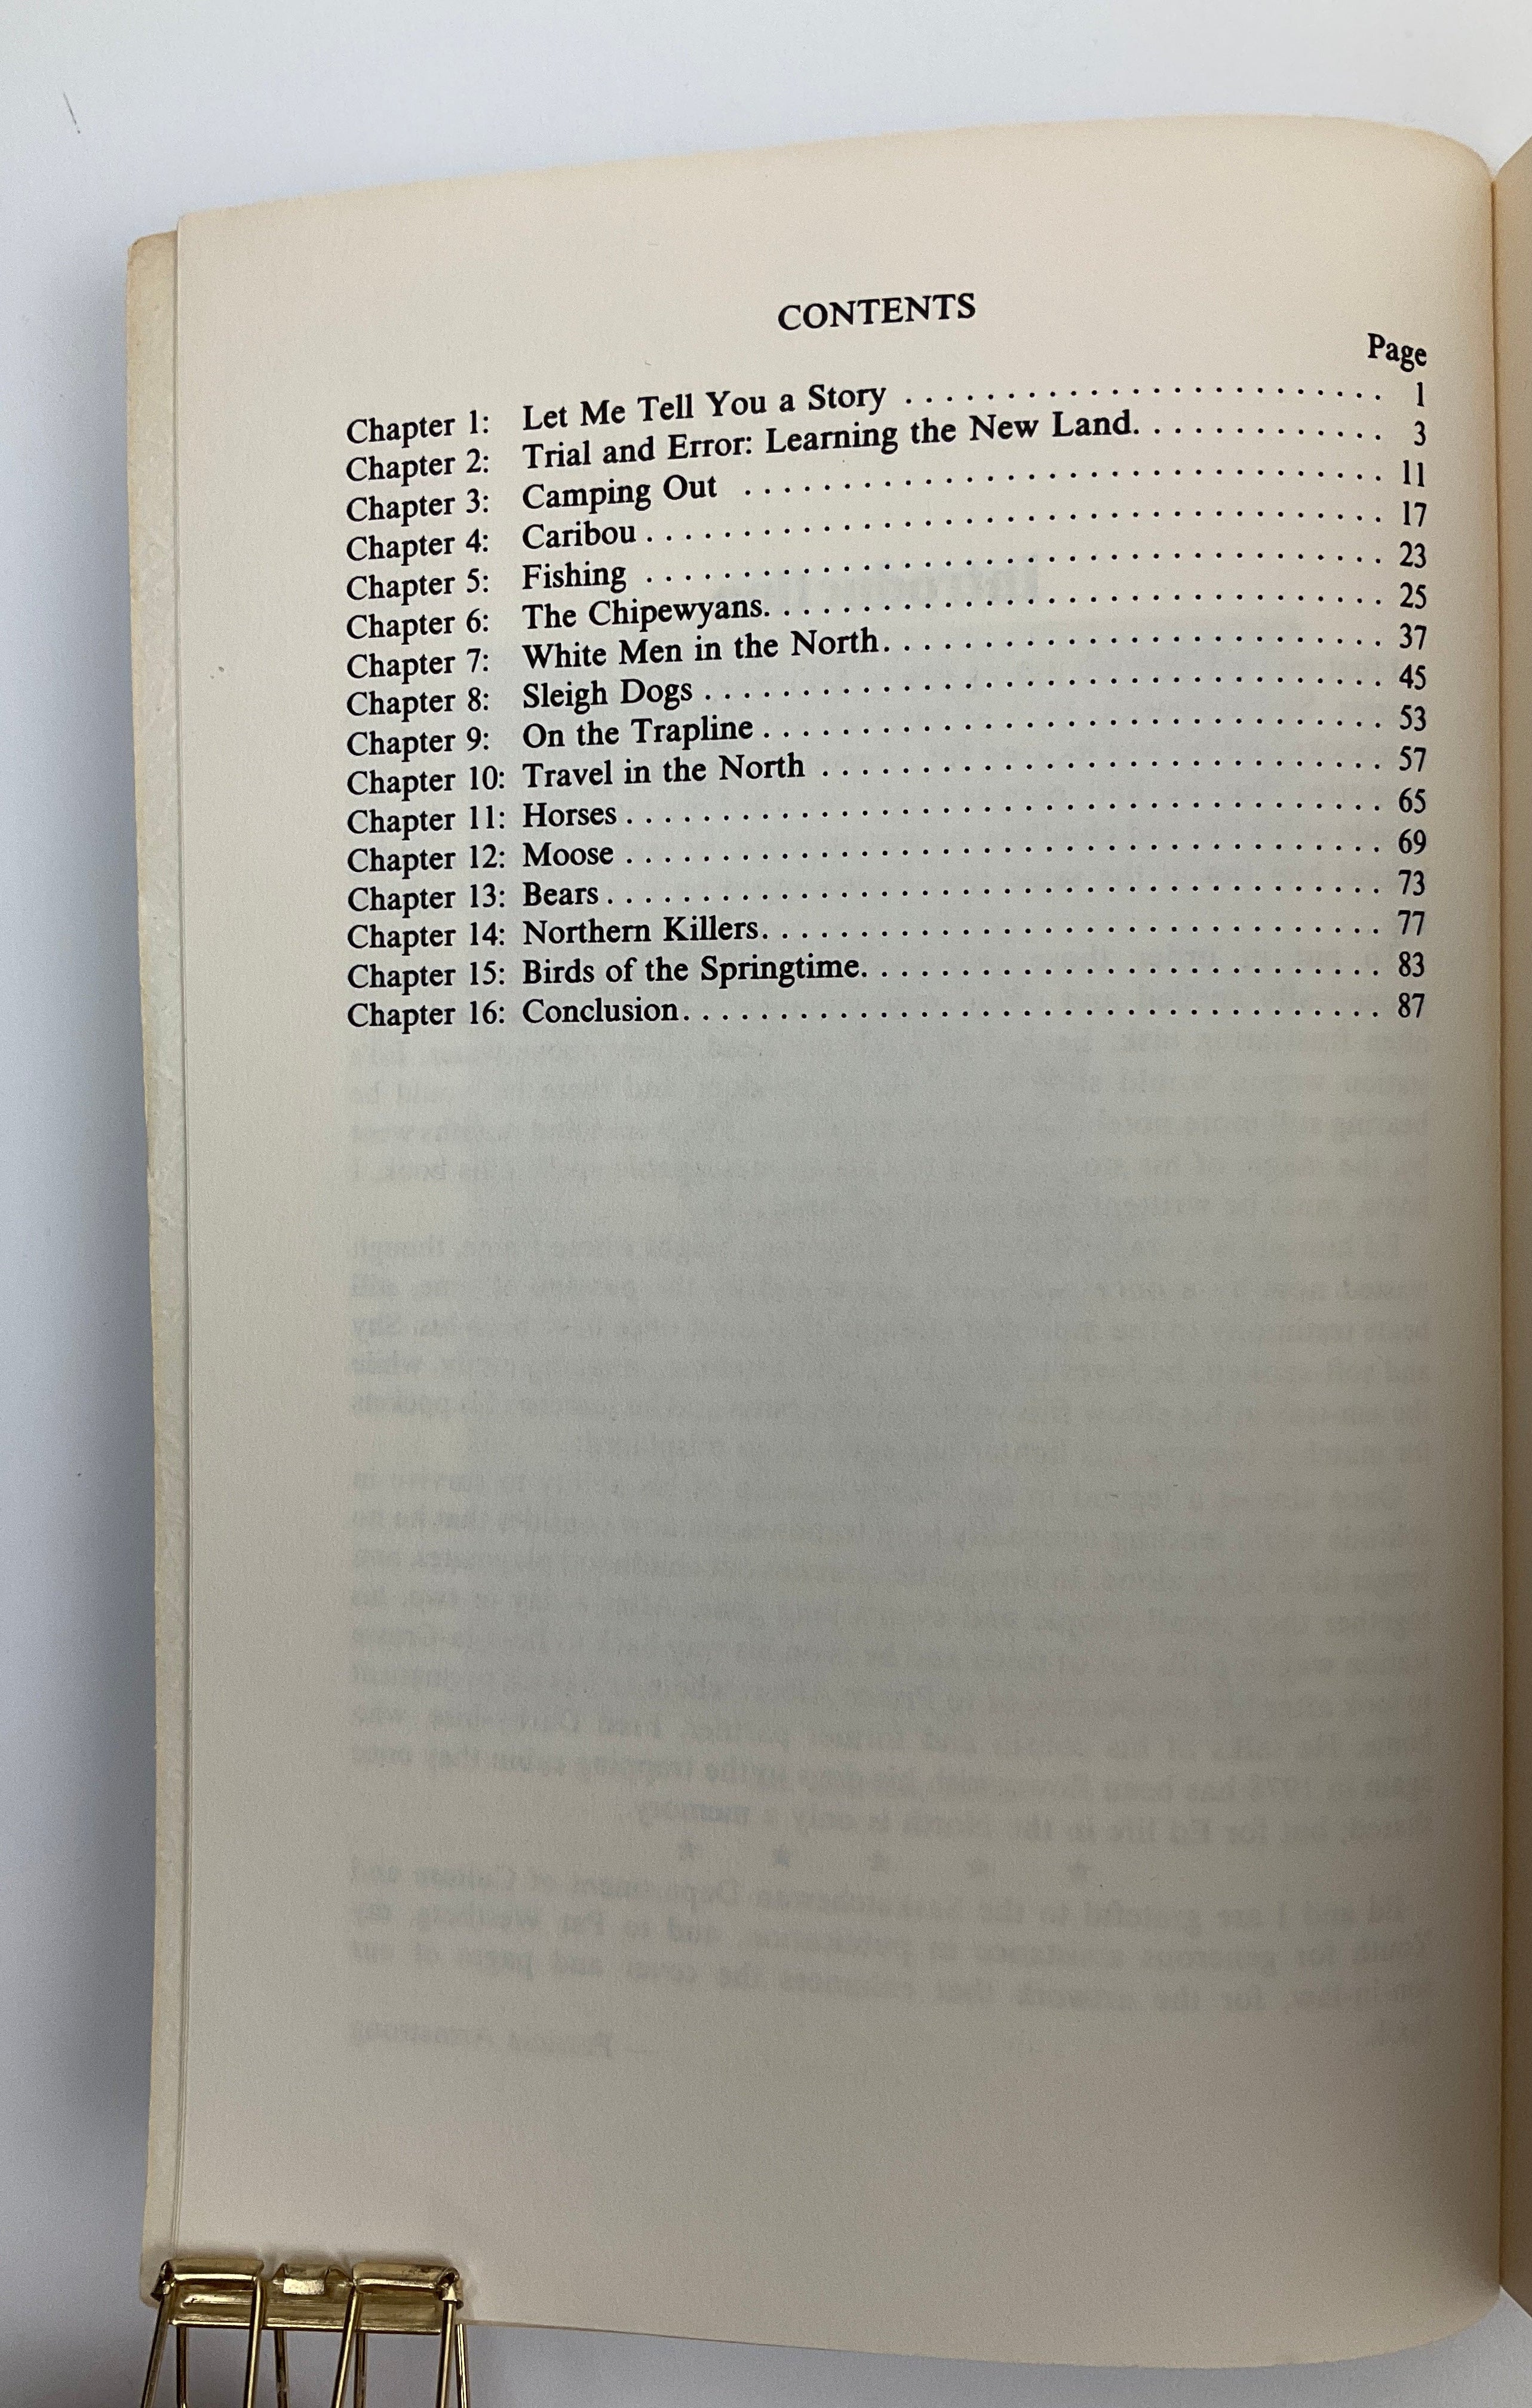 CONTENTS
Page
Chapter 1: Let Me Tell You a Story . . . . . . . . . . . . . . . . . . . . . . . . 1
Chapter 2: Trial and Error: Learning the New Land. . . . . . . . . . . . . 3
Chapter 3: Camping Out . . . . . . . . . . . . . . . . . . . . . . . . . . . . . . . . 11
Chapter 4: Caribou . . . . . . . . . . . . . . . . . . . . . . . . . . . . . . . . . . . . . 17
Chapter 5: Fishing . . . . . . . . . . . . . . . . . . . . . . . . . . . . . . . . . . . . . 23
Chapter 6: The Chipewyans. . . . . . . . . . . . . . . . . . . . . . . . . . . . . . . 25
Chapter 7: White Men in the North. . . . . . . . . . . . . . . . . . . . . . . . . 37
Chapter 8: Sleigh Dogs . . . . . . . . . . . . . . . . . . . . . . . . . . . . . . . . . . 45
Chapter 9: On the Trapline . . . . . . . . . . . . . . . . . . . . . . . . . . . . . . . 53
Chapter 10: Travel in the North . . . . . . . . . . . . . . . . . . . . . . . . . . . . 57
Chapter 11: Horses . . . . . . . . . . . . . . . . . . . . . . . . . . . . . . . . . . . . . . 65
Chapter 12: Moose . . . . . . . . . . . . . . . . . . . . . . . . . . . . . . . . . . . . . . 69
Chapter 13: Bears . . . . . . . . . . . . . . . . . . . . . . . . . . . . . . . . . . . . . . . 73
Chapter 14: Northern Killers. . . . . . . . . . . . . . . . . . . . . . . . . . . . . . . 77
Chapter 15: Birds of the Springtime. . . . . . . . . . . . . . . . . . . . . . . . . . 83
Chapter 16: Conclusion. . . . . . . . . . . . . . . . . . . . . . . . . . . . . . . . . . . 87